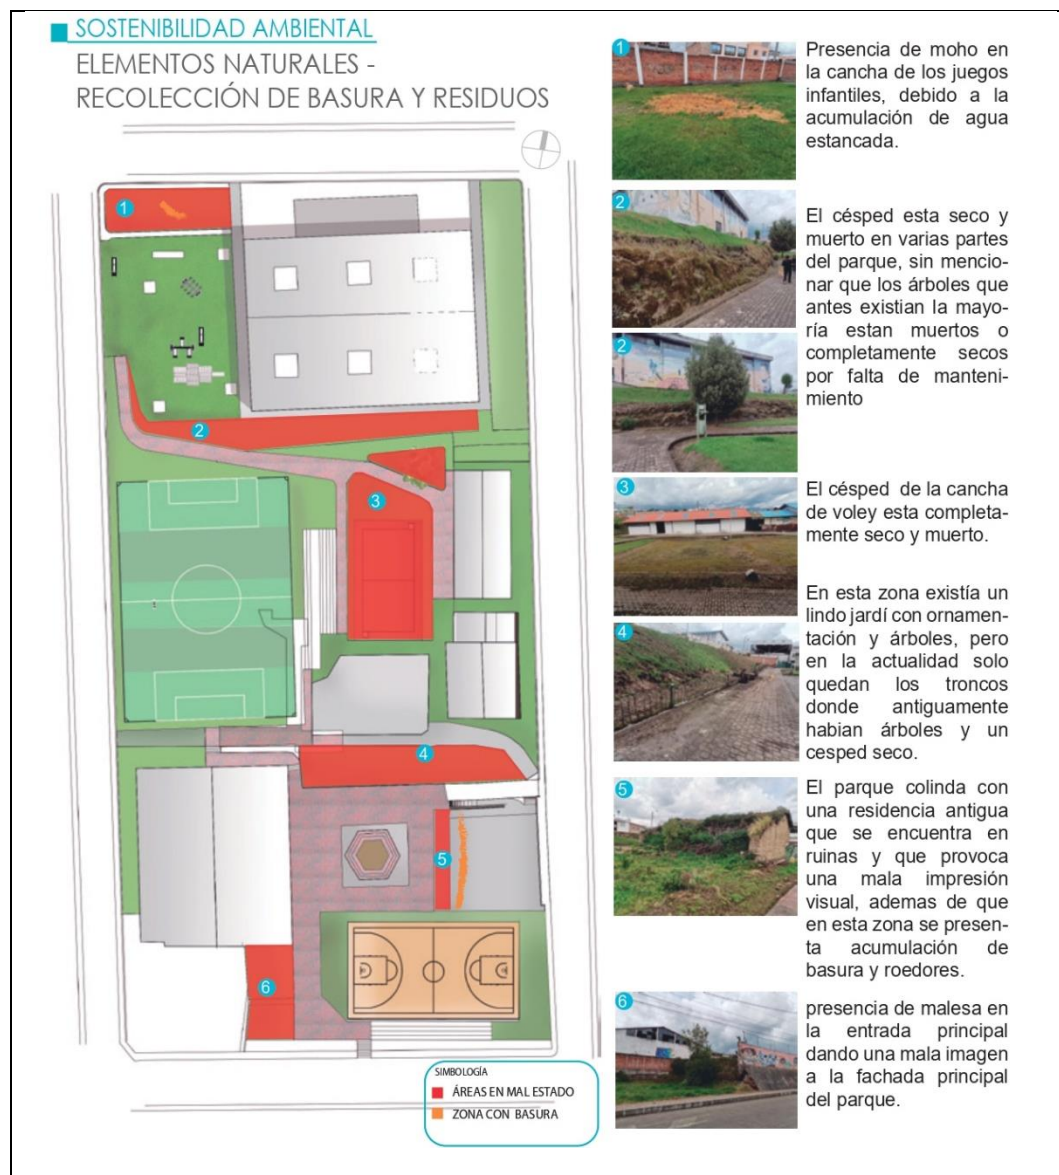 SOSTENIBILIDAD AMBIENTAL
ELEMENTOS NATURALES -
RECOLECCIÓN DE BASURA Y RESIDUOS
1
2
3
4
5
6
SIMBOLOGÍA
ÁREAS EN MAL ESTADO
ZONA CON BASURA
1
Presencia de moho en
la cancha de los juegos
infantiles, debido a la
acumulación de agua
estancada.
2
El césped esta seco y
muerto en varias partes
del parque, sin mencio-
nar que los árboles que
antes existian la mayo-
ría estan muertos o
completamente secos
por falta de manteni-
miento
2
3
El césped de la cancha
de voley esta completa-
mente seco y muerto.
4
En esta zona existía un
lindo jardí con ornamen-
tación y árboles, pero
en la actualidad solo
quedan los troncos
donde antiguamente
habian árboles y un
cesped seco.
5
El parque colinda con
una residencia antigua
que se encuentra en
ruinas y que provoca
una mala impresión
visual, ademas de que
en esta zona se presen-
ta acumulación de
basura y roedores.
6
presencia de malesa en
la entrada principal
dando una mala imagen
a la fachada principal
del parque.